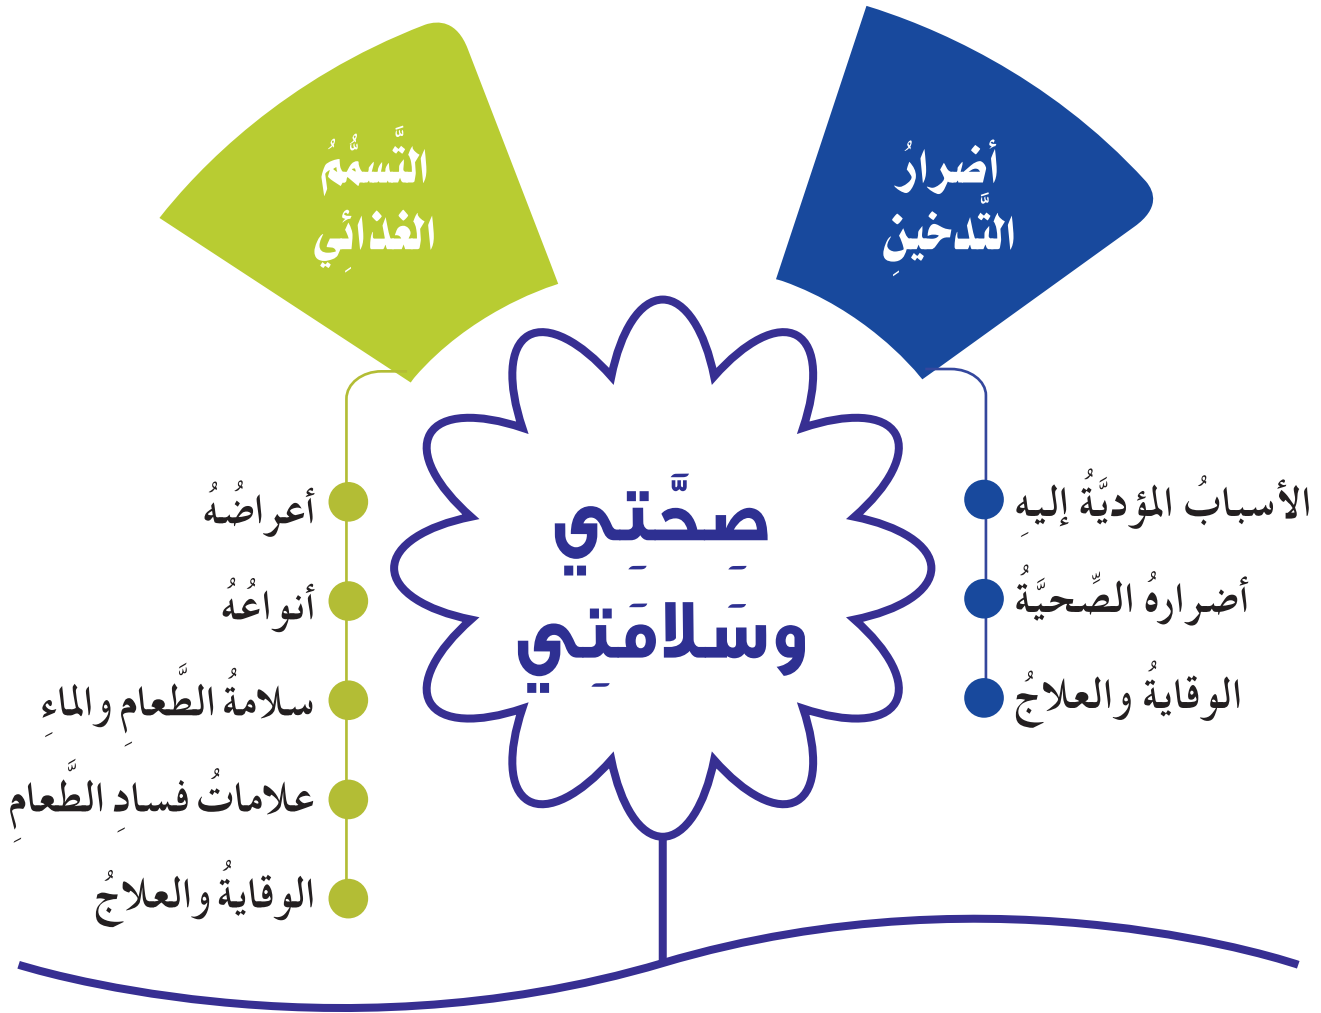 أضرارُ
التَّدخينِ
الأسبابُ المؤديَّةُ إليهِ
أضرارهُ الصِّحيَّةُ
الوقايةُ والعلاجُ
صِحَّتِي
وسَلامَتِي
التَّسمُّمُ
الغذائِي
أعراضُهُ
أنواعُهُ
سلامةُ الطَّعامِ والماءِ
علاماتُ فسادِ الطَّعامِ
الوقايةُ والعلاجُ